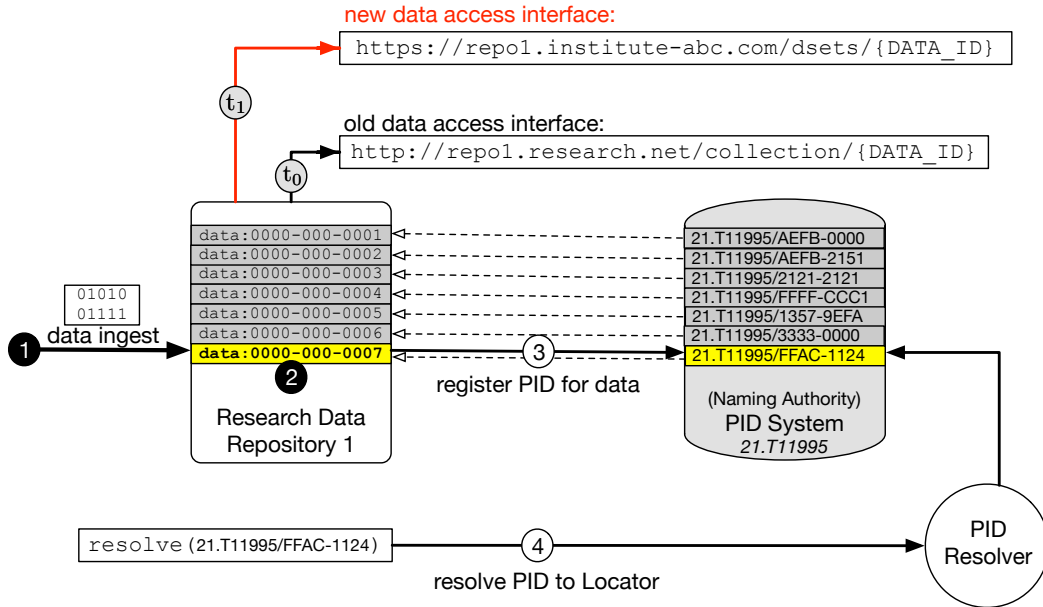 new data access interface:
https://repo1.institute-abc.com/dsets/{DATA_ID}
t1
old data access interface:
http://repo1.research.net/collection/{DATA_ID}
t0
data:0000-000-0001
data:0000-000-0002
data:0000-000-0003
data:0000-000-0004
data:0000-000-0005
data:0000-000-0006
data:0000-000-0007
21.T11995/AEFB-0000
21.T11995/AEFB-2151
21.T11995/2121-2121
21.T11995/FFFF-CCC1
21.T11995/1357-9EFA
21.T11995/3333-0000
21.T11995/FFAC-1124
01010
01111
data ingest
1
2
3
register PID for data
Research Data
Repository 1
(Naming Authority)
PID System
21.T11995
resolve(21.T11995/FFAC-1124)
4
resolve PID to Locator
PID
Resolver